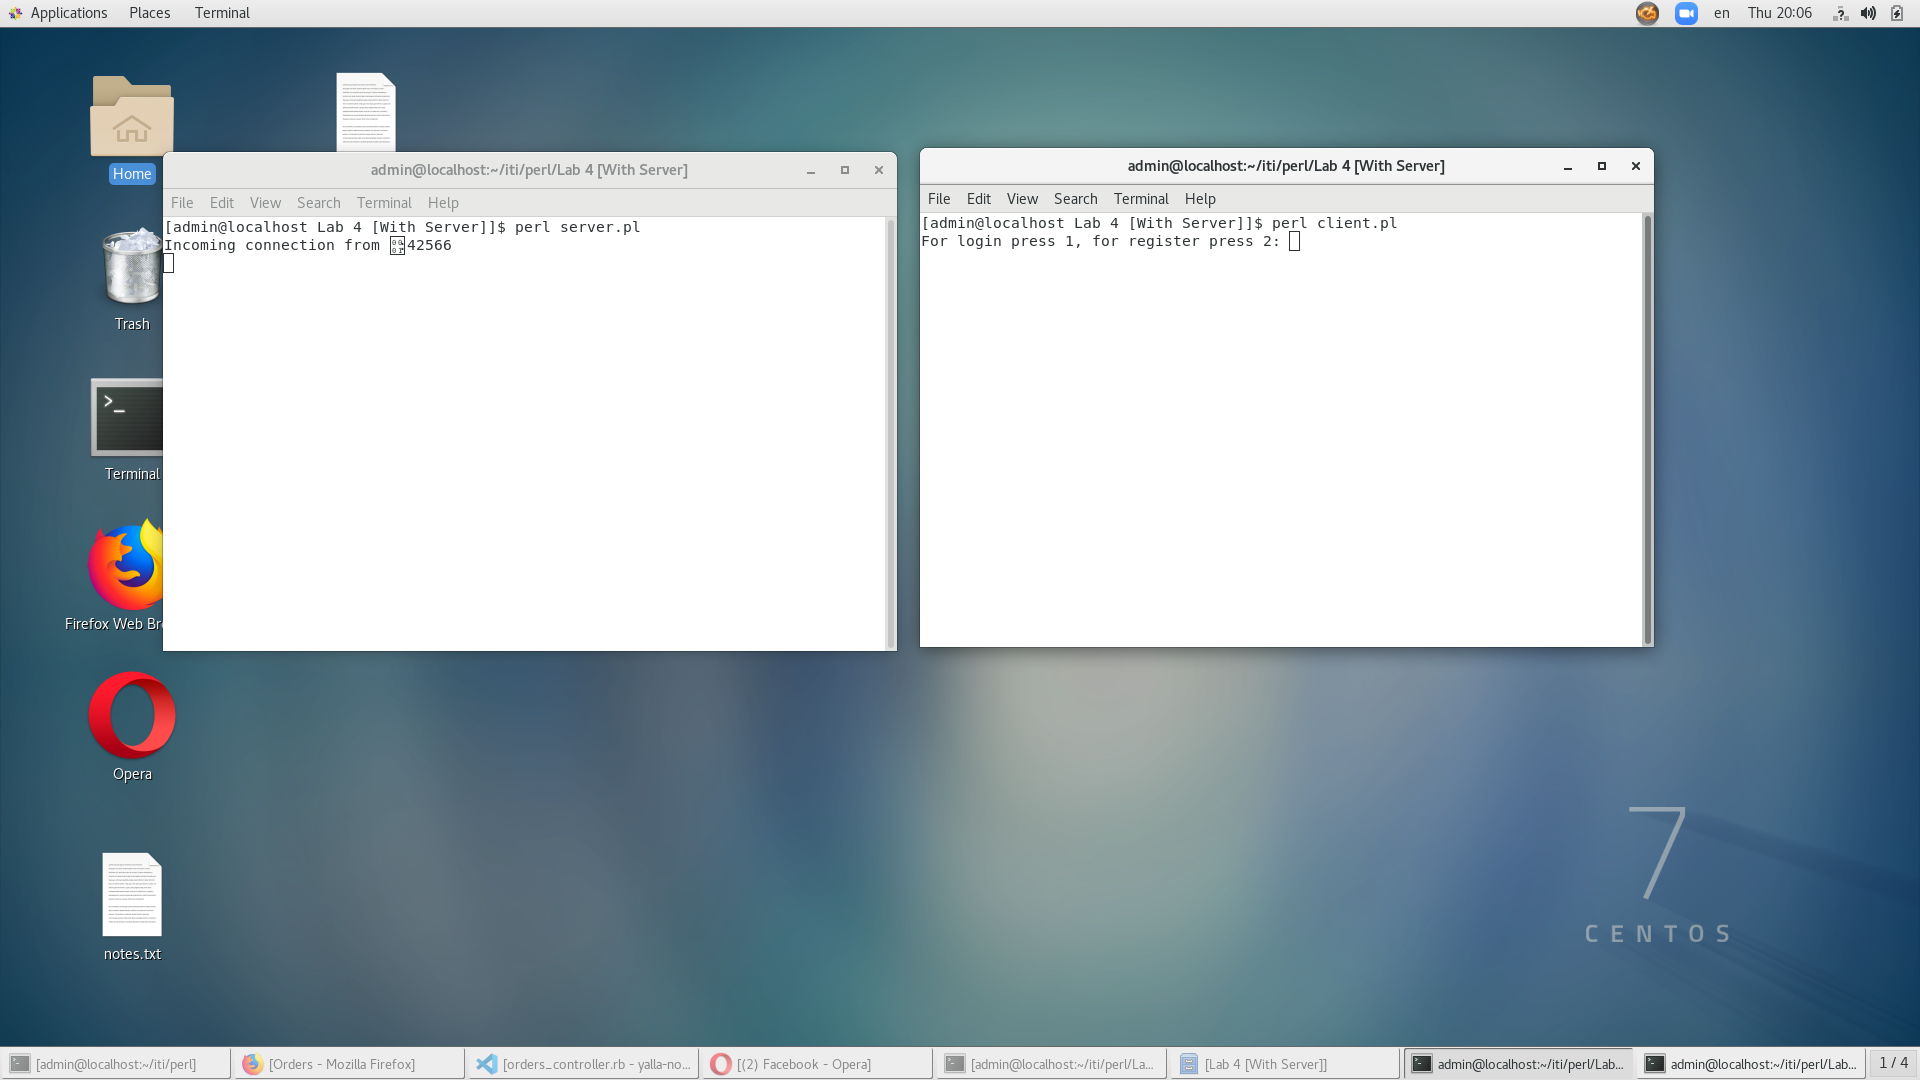 Applications Places Terminal
en Thu 20:06
Home
Trash
Terminal
Firefox Web Br
Opera
notes.txt
admin@localhost:~/iti/perl/Lab 4 [With Server]
File Edit View Search Terminal Help
[admin@localhost Lab 4 [With Server]]$ perl server.pl
Incoming connection from 42566
admin@localhost:~/iti/perl/Lab 4 [With Server]
File Edit View Search Terminal Help
[admin@localhost Lab 4 [With Server]]$ perl client.pl
For login press 1, for register press 2:
7
CENTOS
[admin@localhost:~/iti/perl]
[Orders - Mozilla Firefox]
[orders_controller.rb - yalla-no...
[(2) Facebook - Opera]
[admin@localhost:~/iti/perl/La...
[Lab 4 [With Server]]
admin@localhost:~/iti/perl/Lab...
admin@localhost:~/iti/perl/Lab...
1 / 4